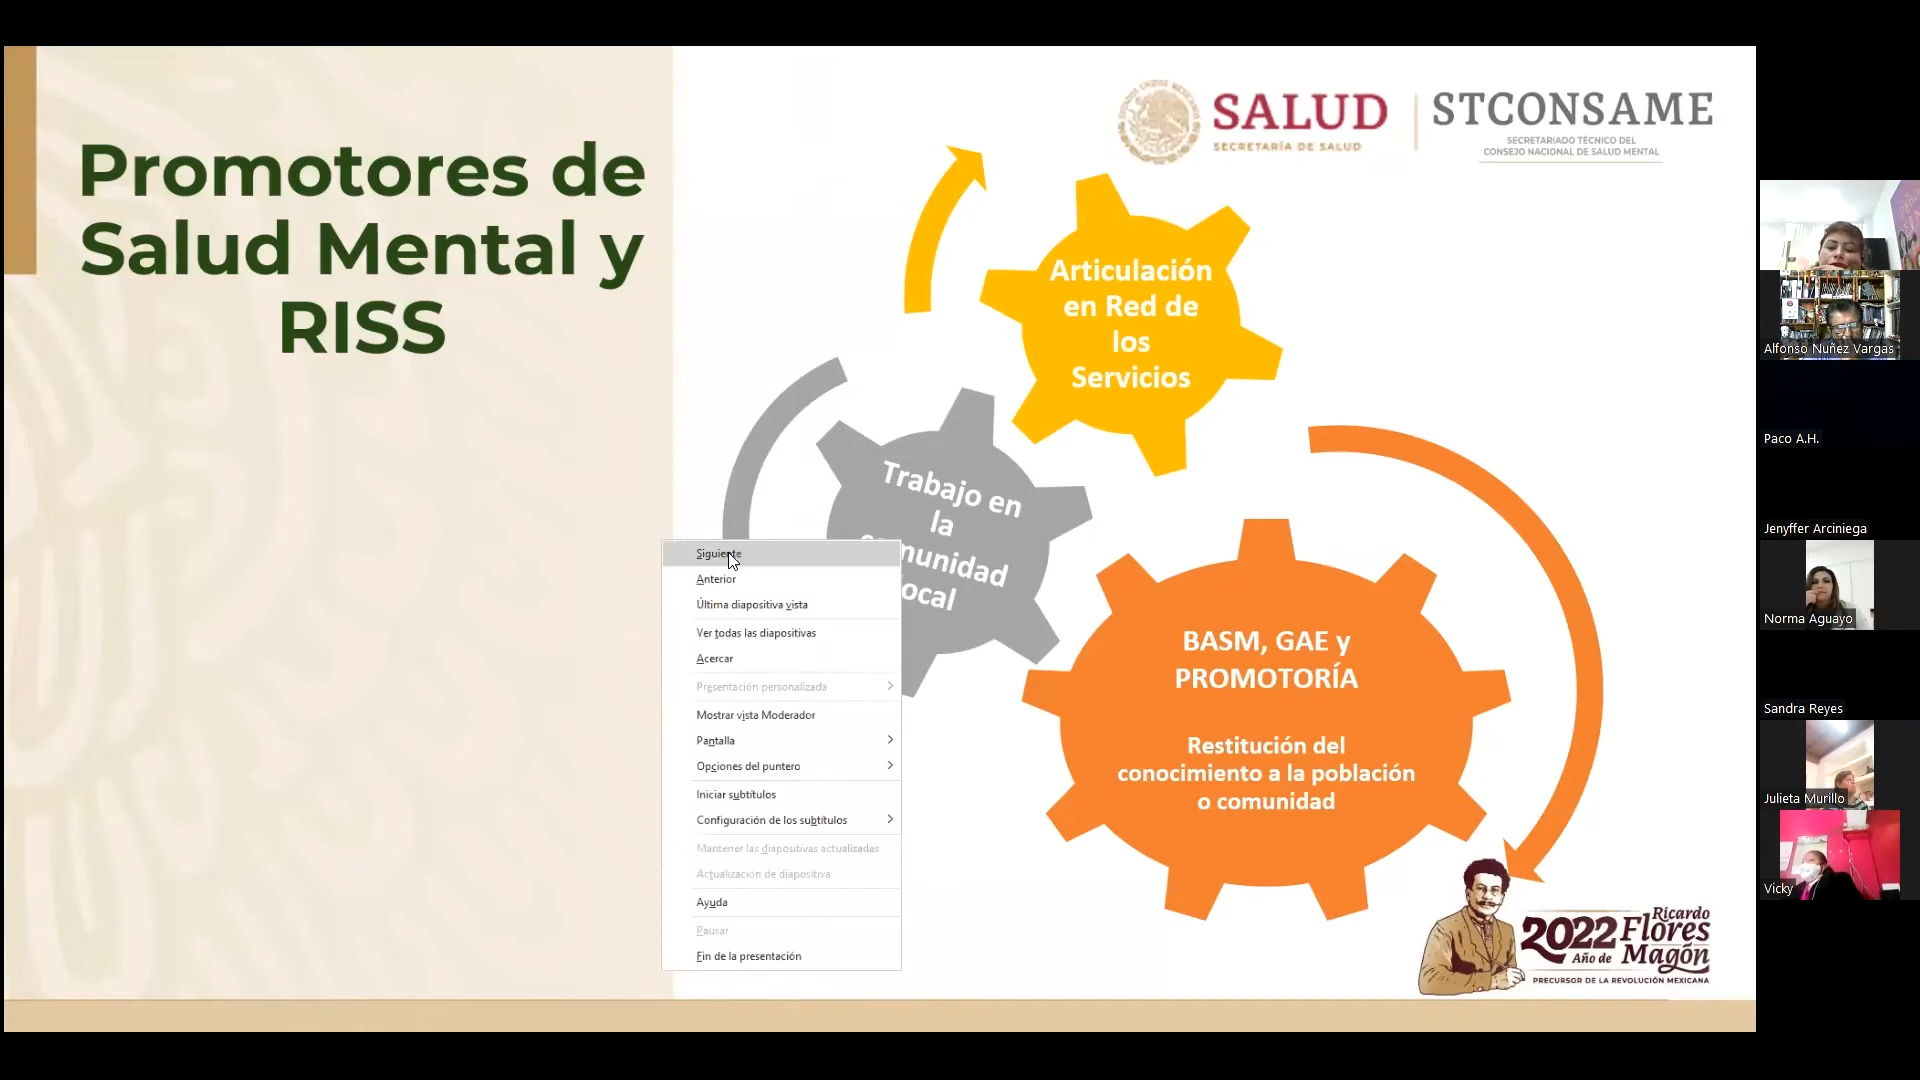 Promotores de
Salud Mental y
RISS
SALUD
SECRETARÍA DE SALUD
STCONSAME
SECRETARIADO TÉCNICO DEL
CONSEJO NACIONAL DE SALUD MENTAL
Articulación
en Red de
los
Servicios
Trabajo en
la
munidad
ocal
BASM, GAE y
PROMOTORÍA
Restitución del
conocimiento a la población
o comunidad
Siguiente
Anterior
Última diapositiva vista
Ver todas las diapositivas
Acercar
Presentación personalizada
Mostrar vista Moderador
Pantalla
Opciones del puntero
Iniciar subtítulos
Configuración de los subtítulos
Mantener las diapositivas actualizadas
Actualización de diapositiva
Ayuda
Pausar
Fin de la presentación
2022
Año de
Ricardo
Flores
Magón
PRECURSOR DE LA REVOLUCIÓN MEXICANA
Alfonso Nuñez Vargas
Paco A.H.
Jenyffer Arciniega
Norma Aguayo
Sandra Reyes
Julieta Murillo
Vicky